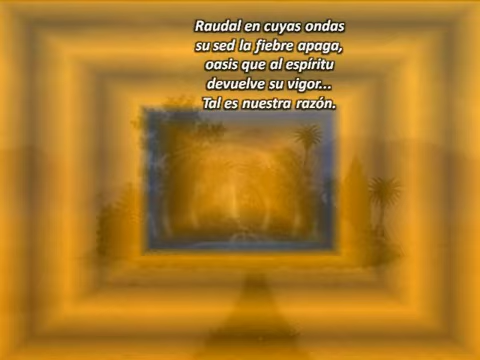 Raudal en cuyas ondas
su sed la fiebre apaga,
oasis que al espíritu
devuelve su vigor...
Tal es nuestra razón.